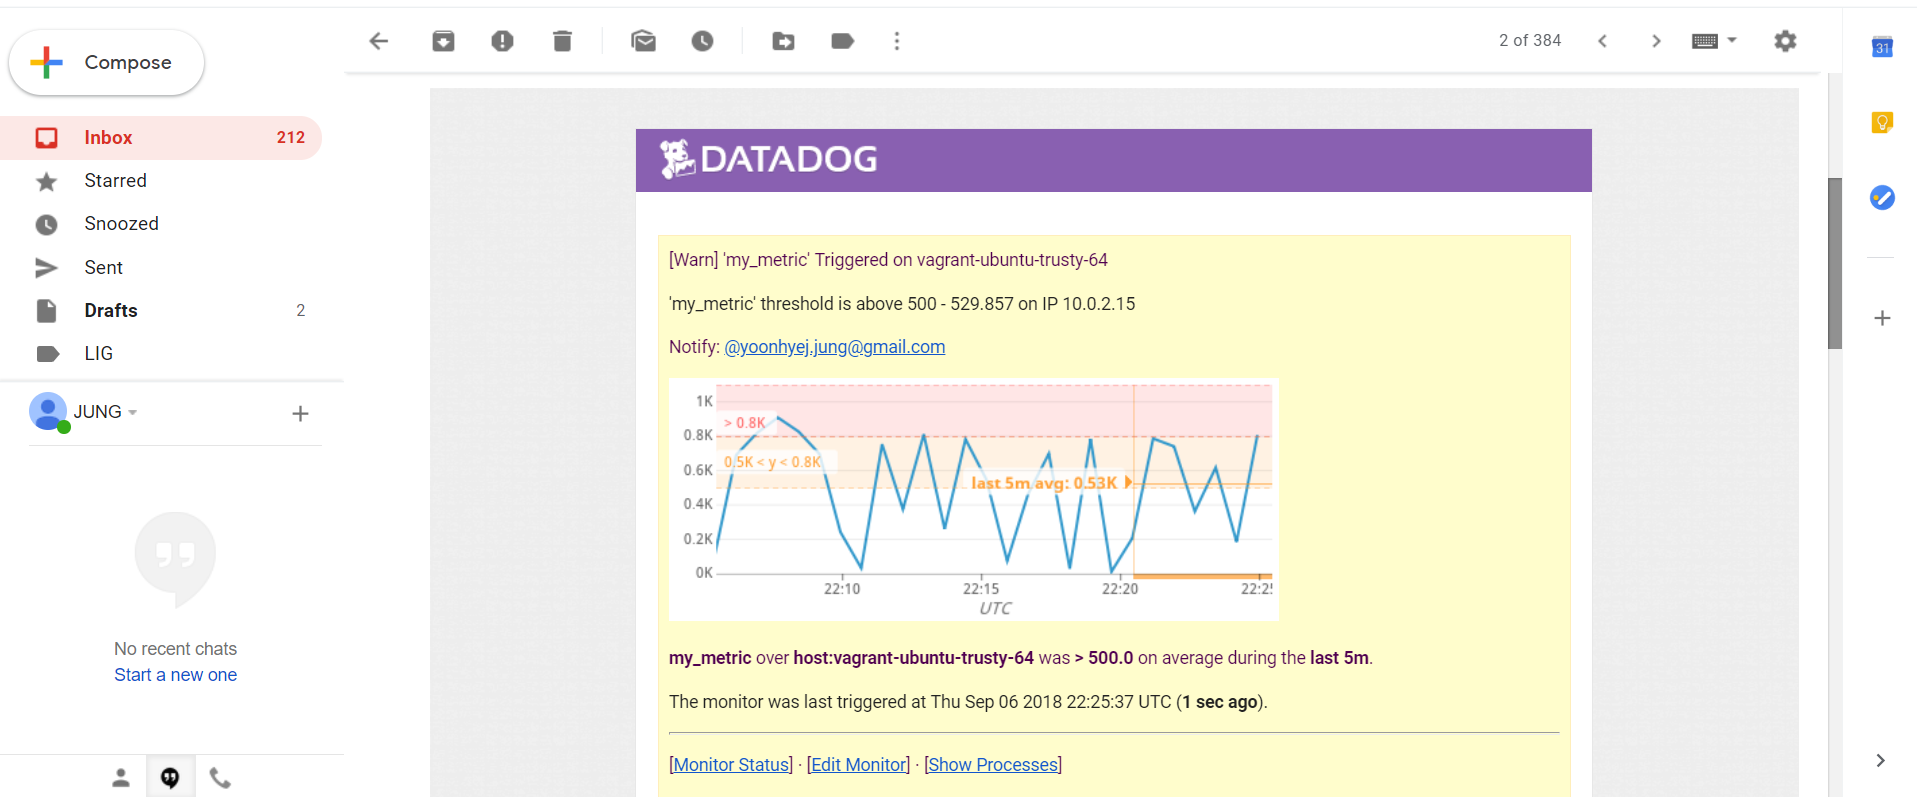 Compose
2 of 384
31
Inbox 212
Starred
Snoozed
Sent
Drafts 2
LIG
JUNG
No recent chats
Start a new one
DATADOG
[Warn] 'my_metric' Triggered on vagrant-ubuntu-trusty-64
'my_metric' threshold is above 500 - 529.857 on IP 10.0.2.15
Notify: @yoonhyej.jung@gmail.com
1K
> 0.8K
0.8K
0.5K < y < 0.8K
0.6K
last 5m avg: 0.53K
0.4K
0.2K
0K
22:10 22:15 22:20
UTC
my_metric over host:vagrant-ubuntu-trusty-64 was > 500.0 on average during the last 5m.
The monitor was last triggered at Thu Sep 06 2018 22:25:37 UTC (1 sec ago).
[Monitor Status] · [Edit Monitor] · [Show Processes]